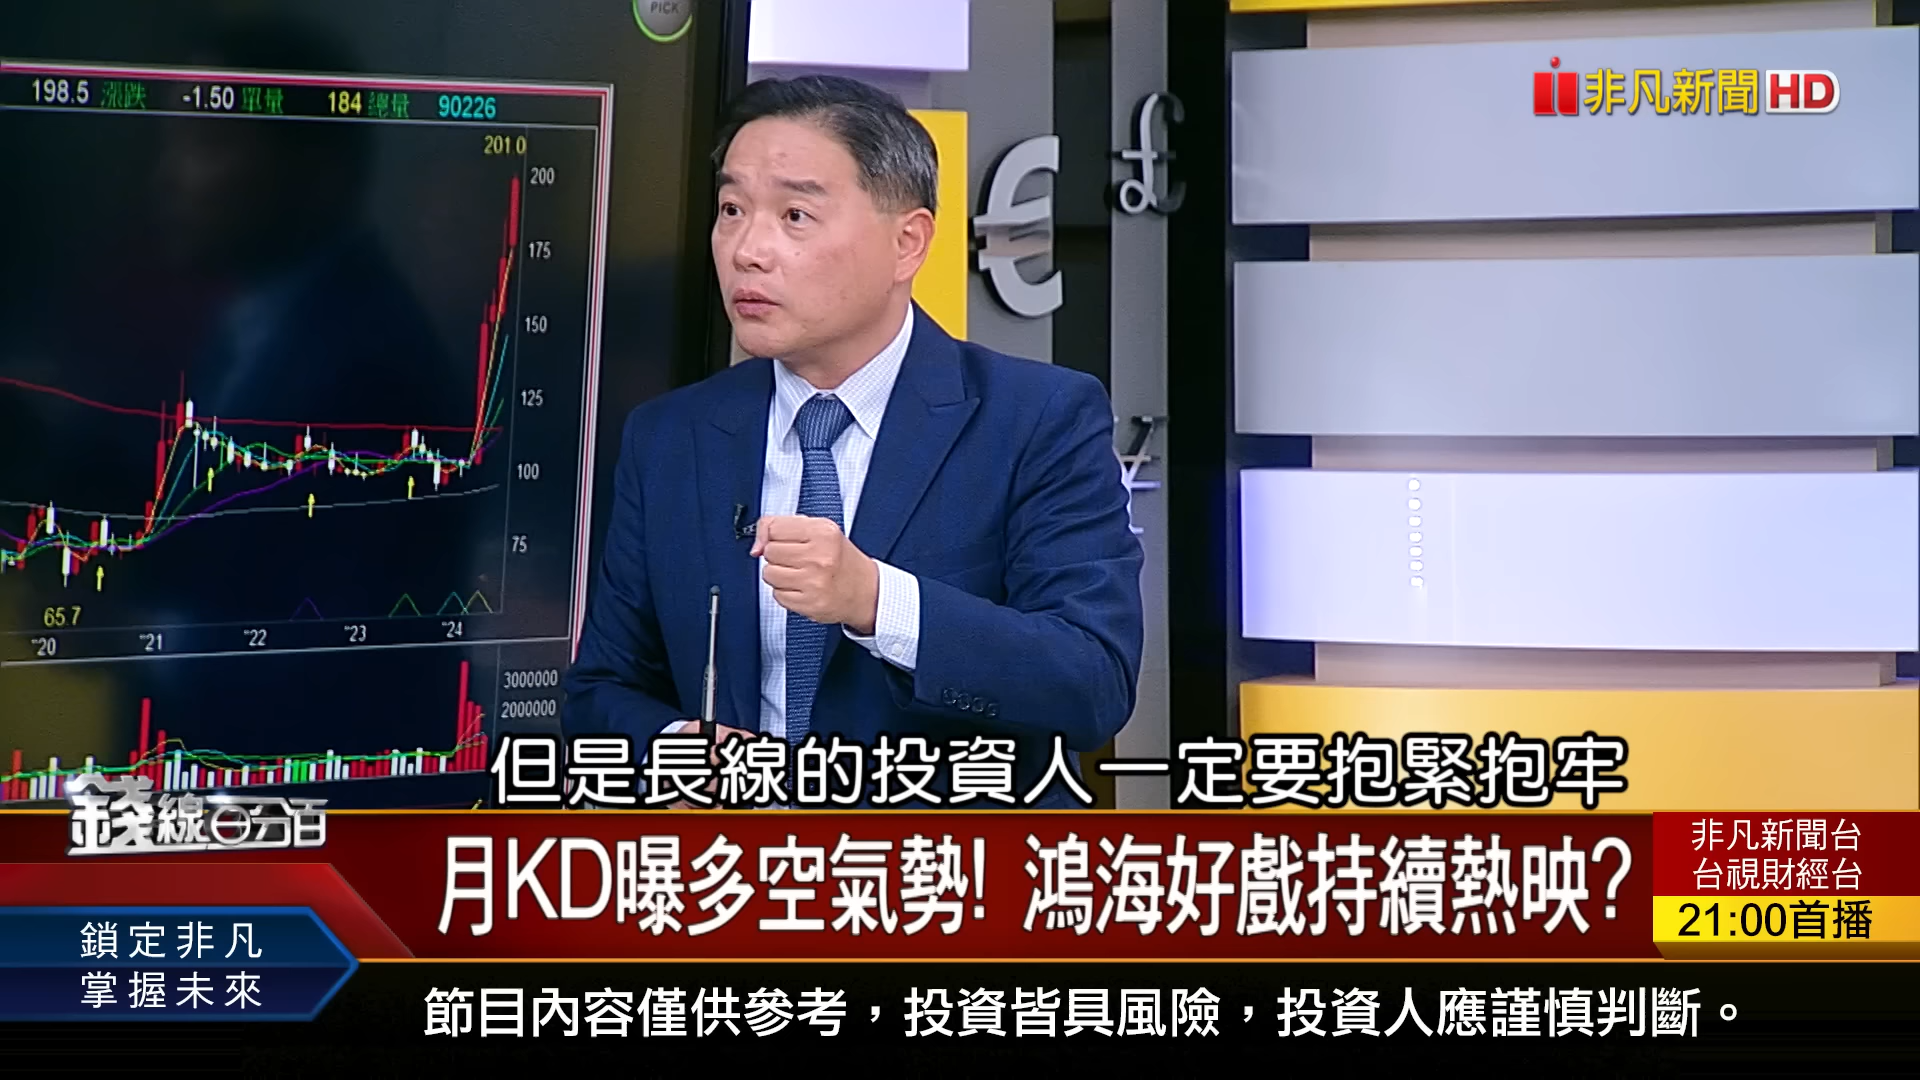 PICK
198.5 漲跌 -1.50 單量 184 總量 90226
201.0
200
175
150
125
100
75
65.7
'20 '21 '22 '23 '24
3000000
2000000
非凡新聞HD
但是長線的投資人一定要抱緊抱牢
錢線百分百
月KD曝多空氣勢! 鴻海好戲持續熱映?
非凡新聞台
台視財經台
21:00首播
鎖定非凡
掌握未來
節目內容僅供參考，投資皆具風險，投資人應謹慎判斷。